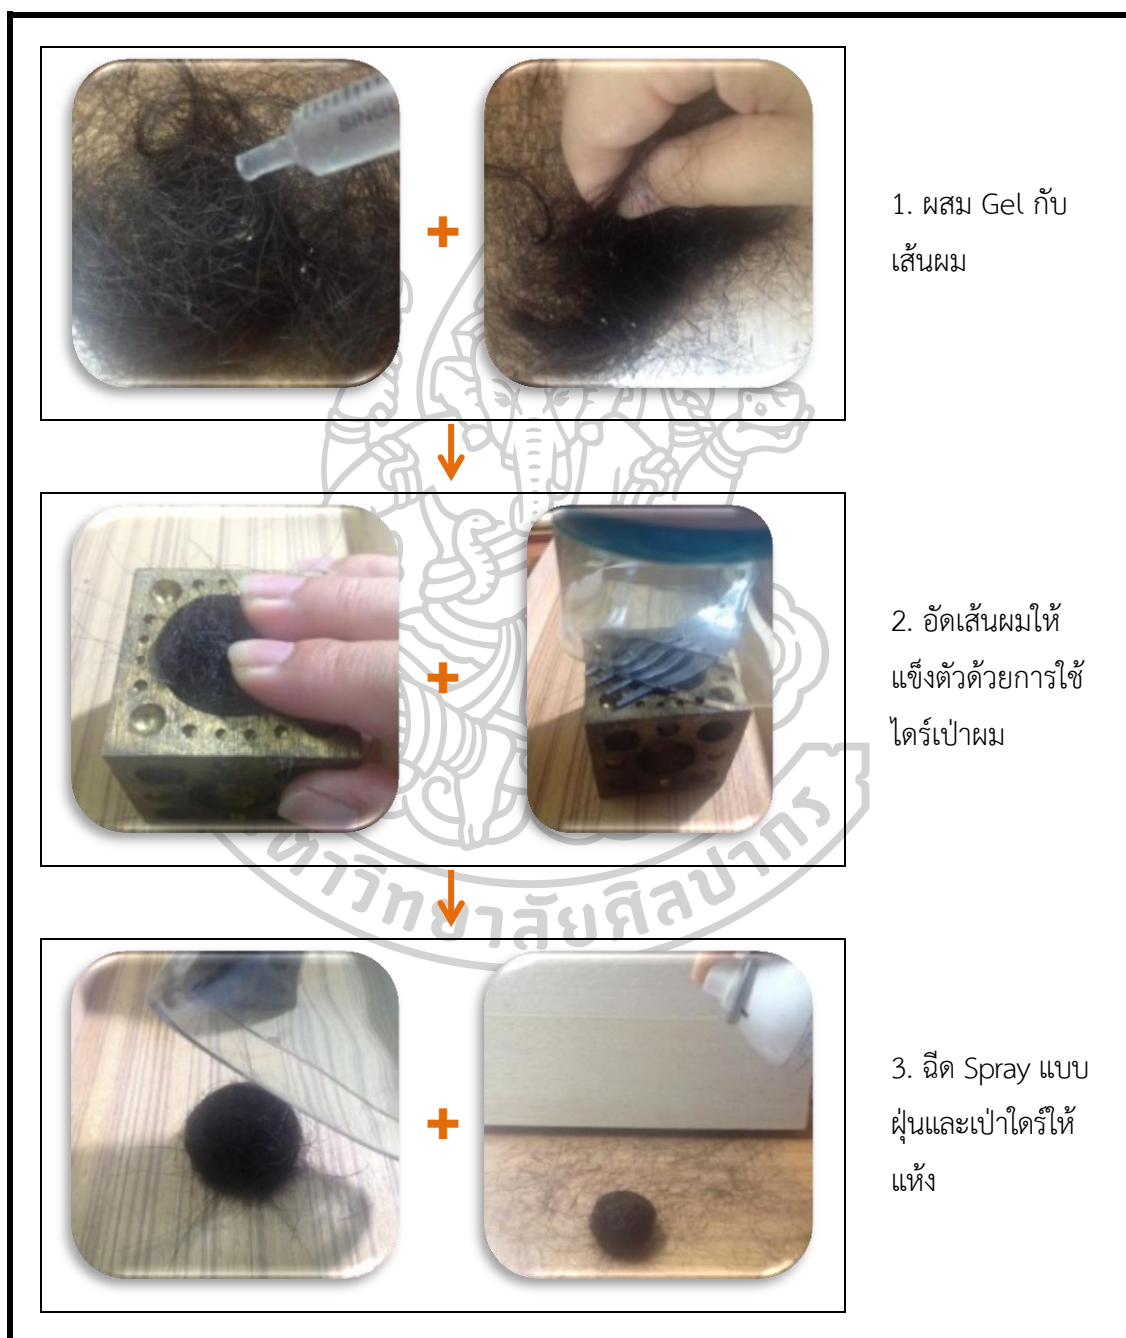 SINGL
1. ผสม Gel กับ
เส้นผม
2. อัดเส้นผมให้
แข็งตัวด้วยการใช้
ไดร์เป่าผม
3. ฉีด Spray แบบ
ฝุ่นและเป่าใดร์ให้
แห้ง
มหาวิทยาลัยศิลปากร